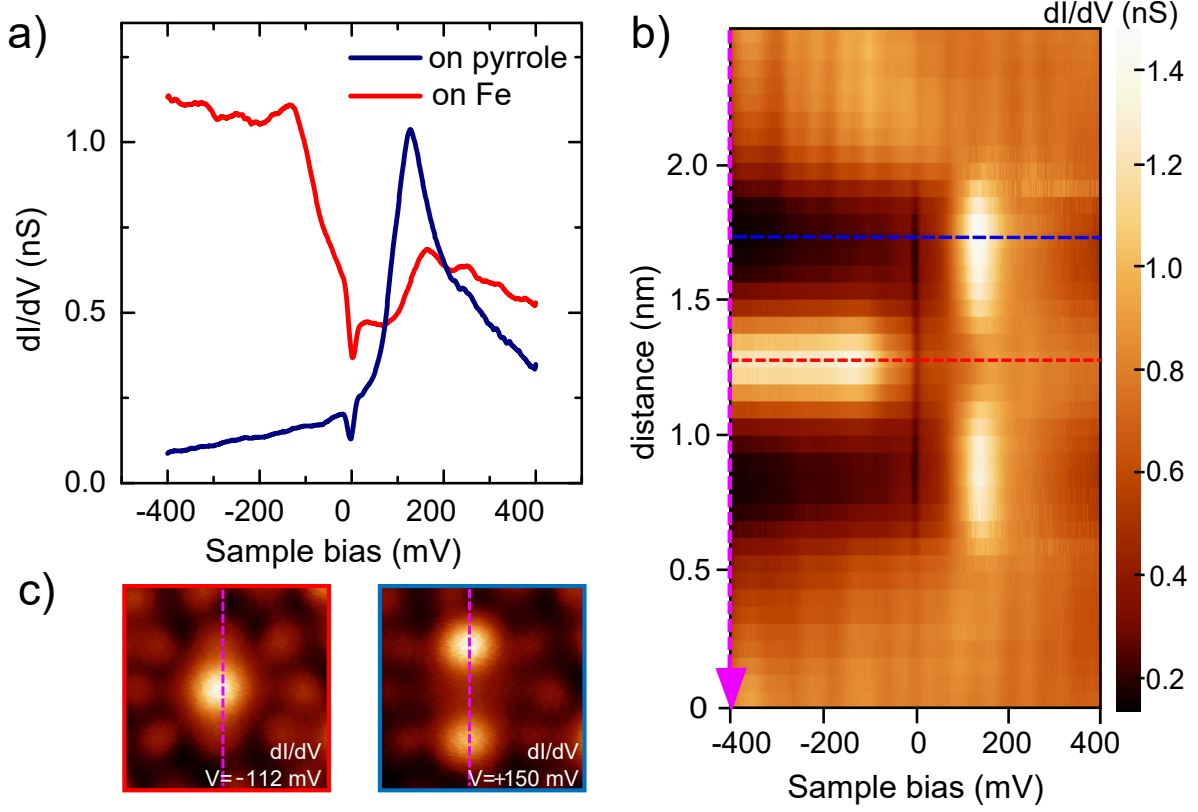 a)
on pyrrole
on Fe
dI/dV (nS)
1.0
0.5
0.0
-400
-200
0
200
400
Sample bias (mV)
b)
dI/dV (nS)
distance (nm)
2.0
1.5
1.0
0.5
0
-400
-200
0
200
400
Sample bias (mV)
1.4
1.2
1.0
0.8
0.6
0.4
0.2
c)
dI/dV
V=-112 mV
dI/dV
V=+150 mV